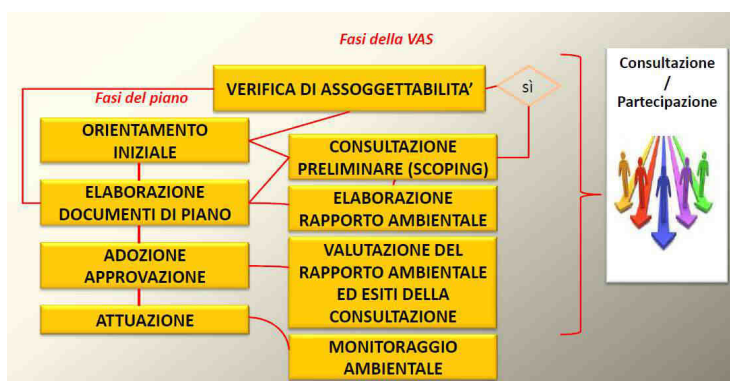 Fasi della VAS
Fasi del piano
VERIFICA DI ASSOGGETTABILITA’
sì
ORIENTAMENTO
INIZIALE
CONSULTAZIONE
PRELIMINARE (SCOPING)
ELABORAZIONE
DOCUMENTI DI PIANO
ELABORAZIONE
RAPPORTO AMBIENTALE
ADOZIONE
APPROVAZIONE
VALUTAZIONE DEL
RAPPORTO AMBIENTALE
ED ESITI DELLA
CONSULTAZIONE
ATTUAZIONE
MONITORAGGIO
AMBIENTALE
Consultazione
/
Partecipazione